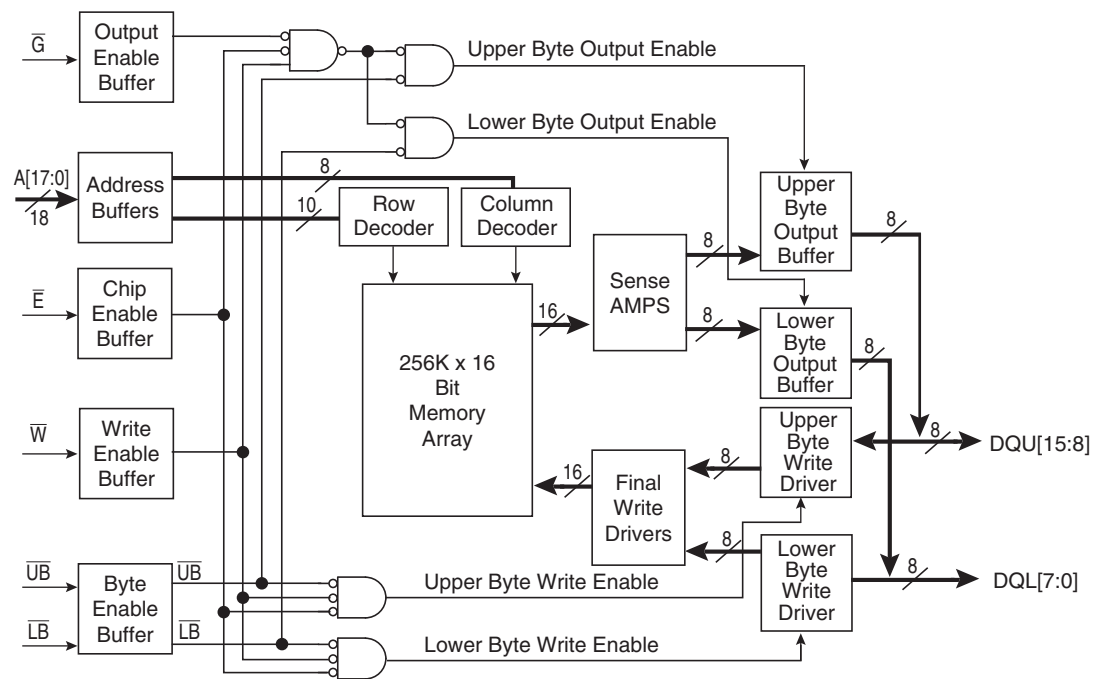 G
Output
Enable
Buffer
Upper Byte Output Enable
Lower Byte Output Enable
A[17:0]
18
Address
Buffers
8
10
Row
Decoder
Column
Decoder
Upper
Byte
Output
Buffer
8
E
Chip
Enable
Buffer
256K x 16
Bit
Memory
Array
16
Sense
AMPS
8
8
Lower
Byte
Output
Buffer
8
W
Write
Enable
Buffer
16
Final
Write
Drivers
8
8
Upper
Byte
Write
Driver
8
DQU[15:8]
UB
LB
Byte
Enable
Buffer
UB
LB
Upper Byte Write Enable
Lower Byte Write Enable
Lower
Byte
Write
Driver
8
DQL[7:0]